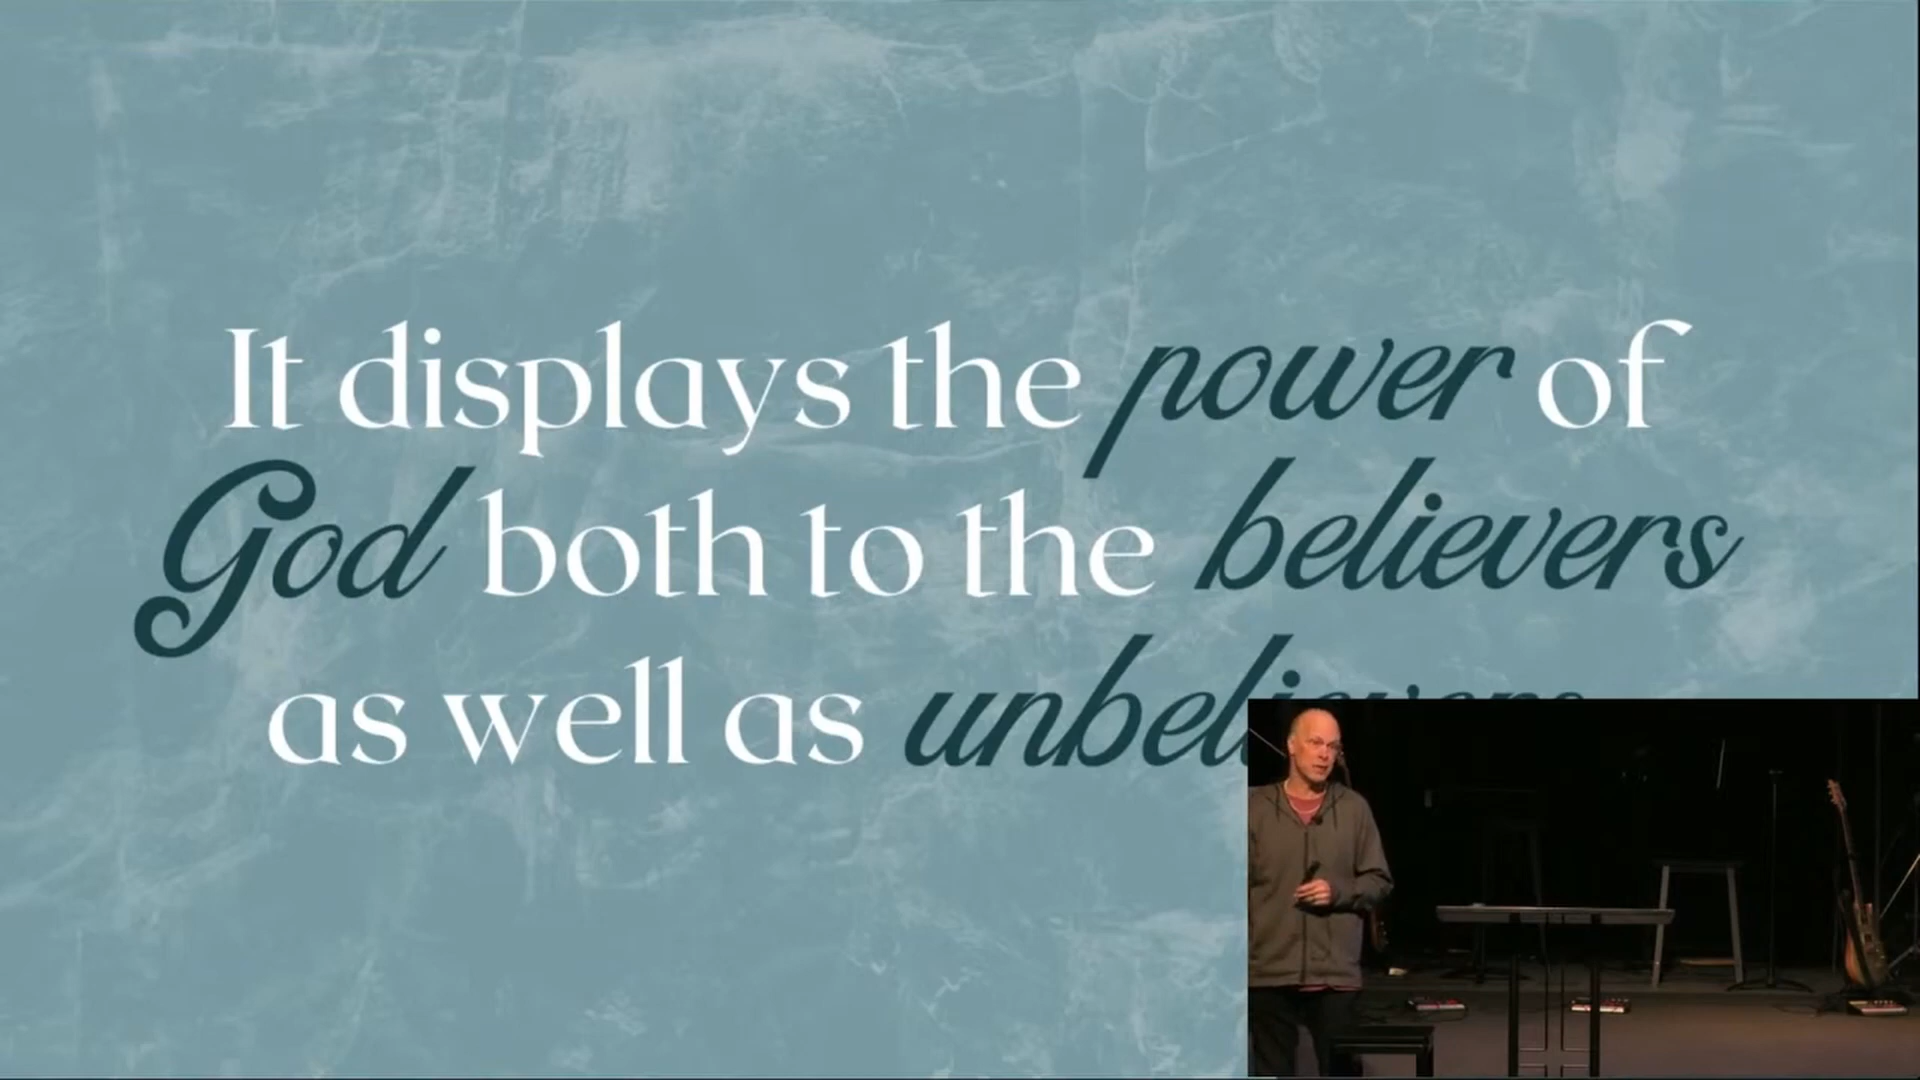 It displays the power of
God both to the believers
as well as